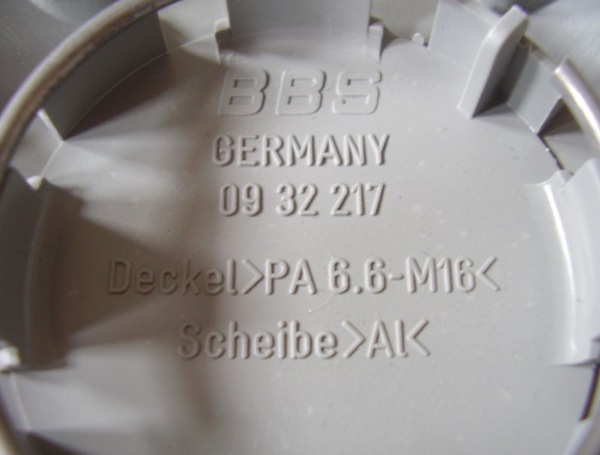 BBS
GERMANY
09 32 217
Deckel>PA 6.6-M16<
Scheibe>Al<